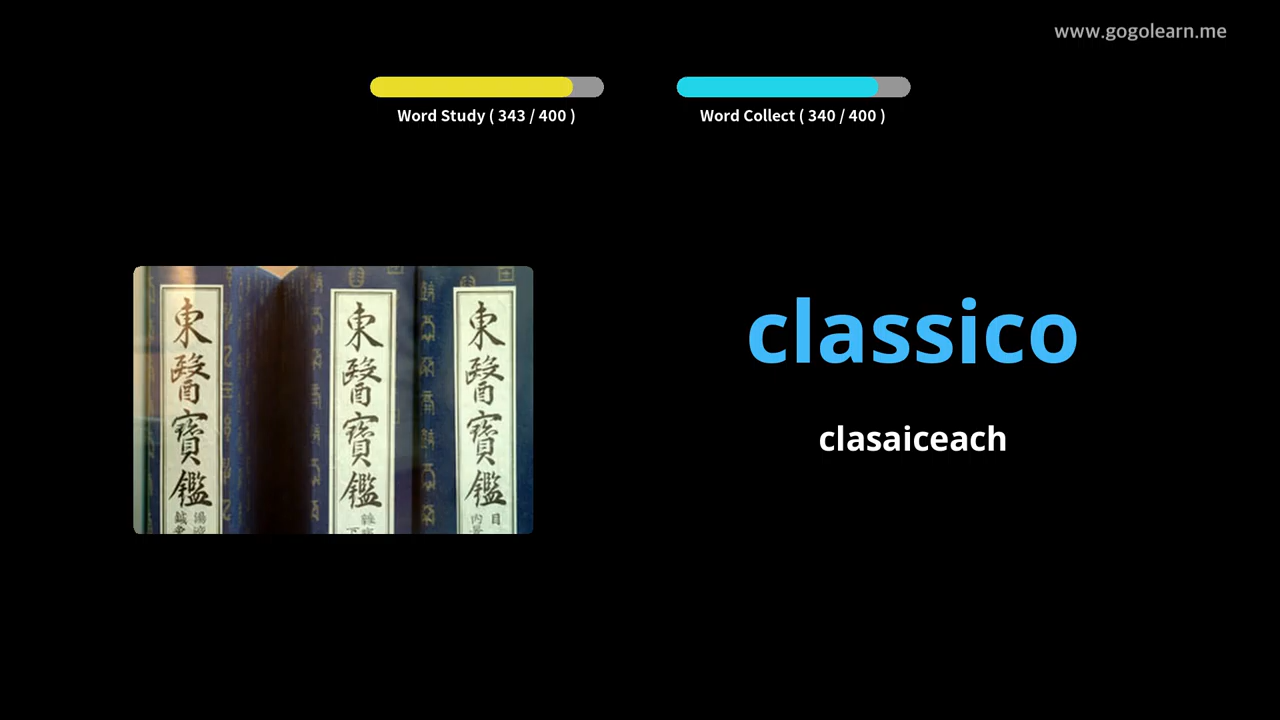 www.gogolearn.me
Word Study ( 343 / 400 )
Word Collect ( 340 / 400 )
東醫寶鑑
東醫寶鑑
東醫寶鑑
目
classico
clasaiceach